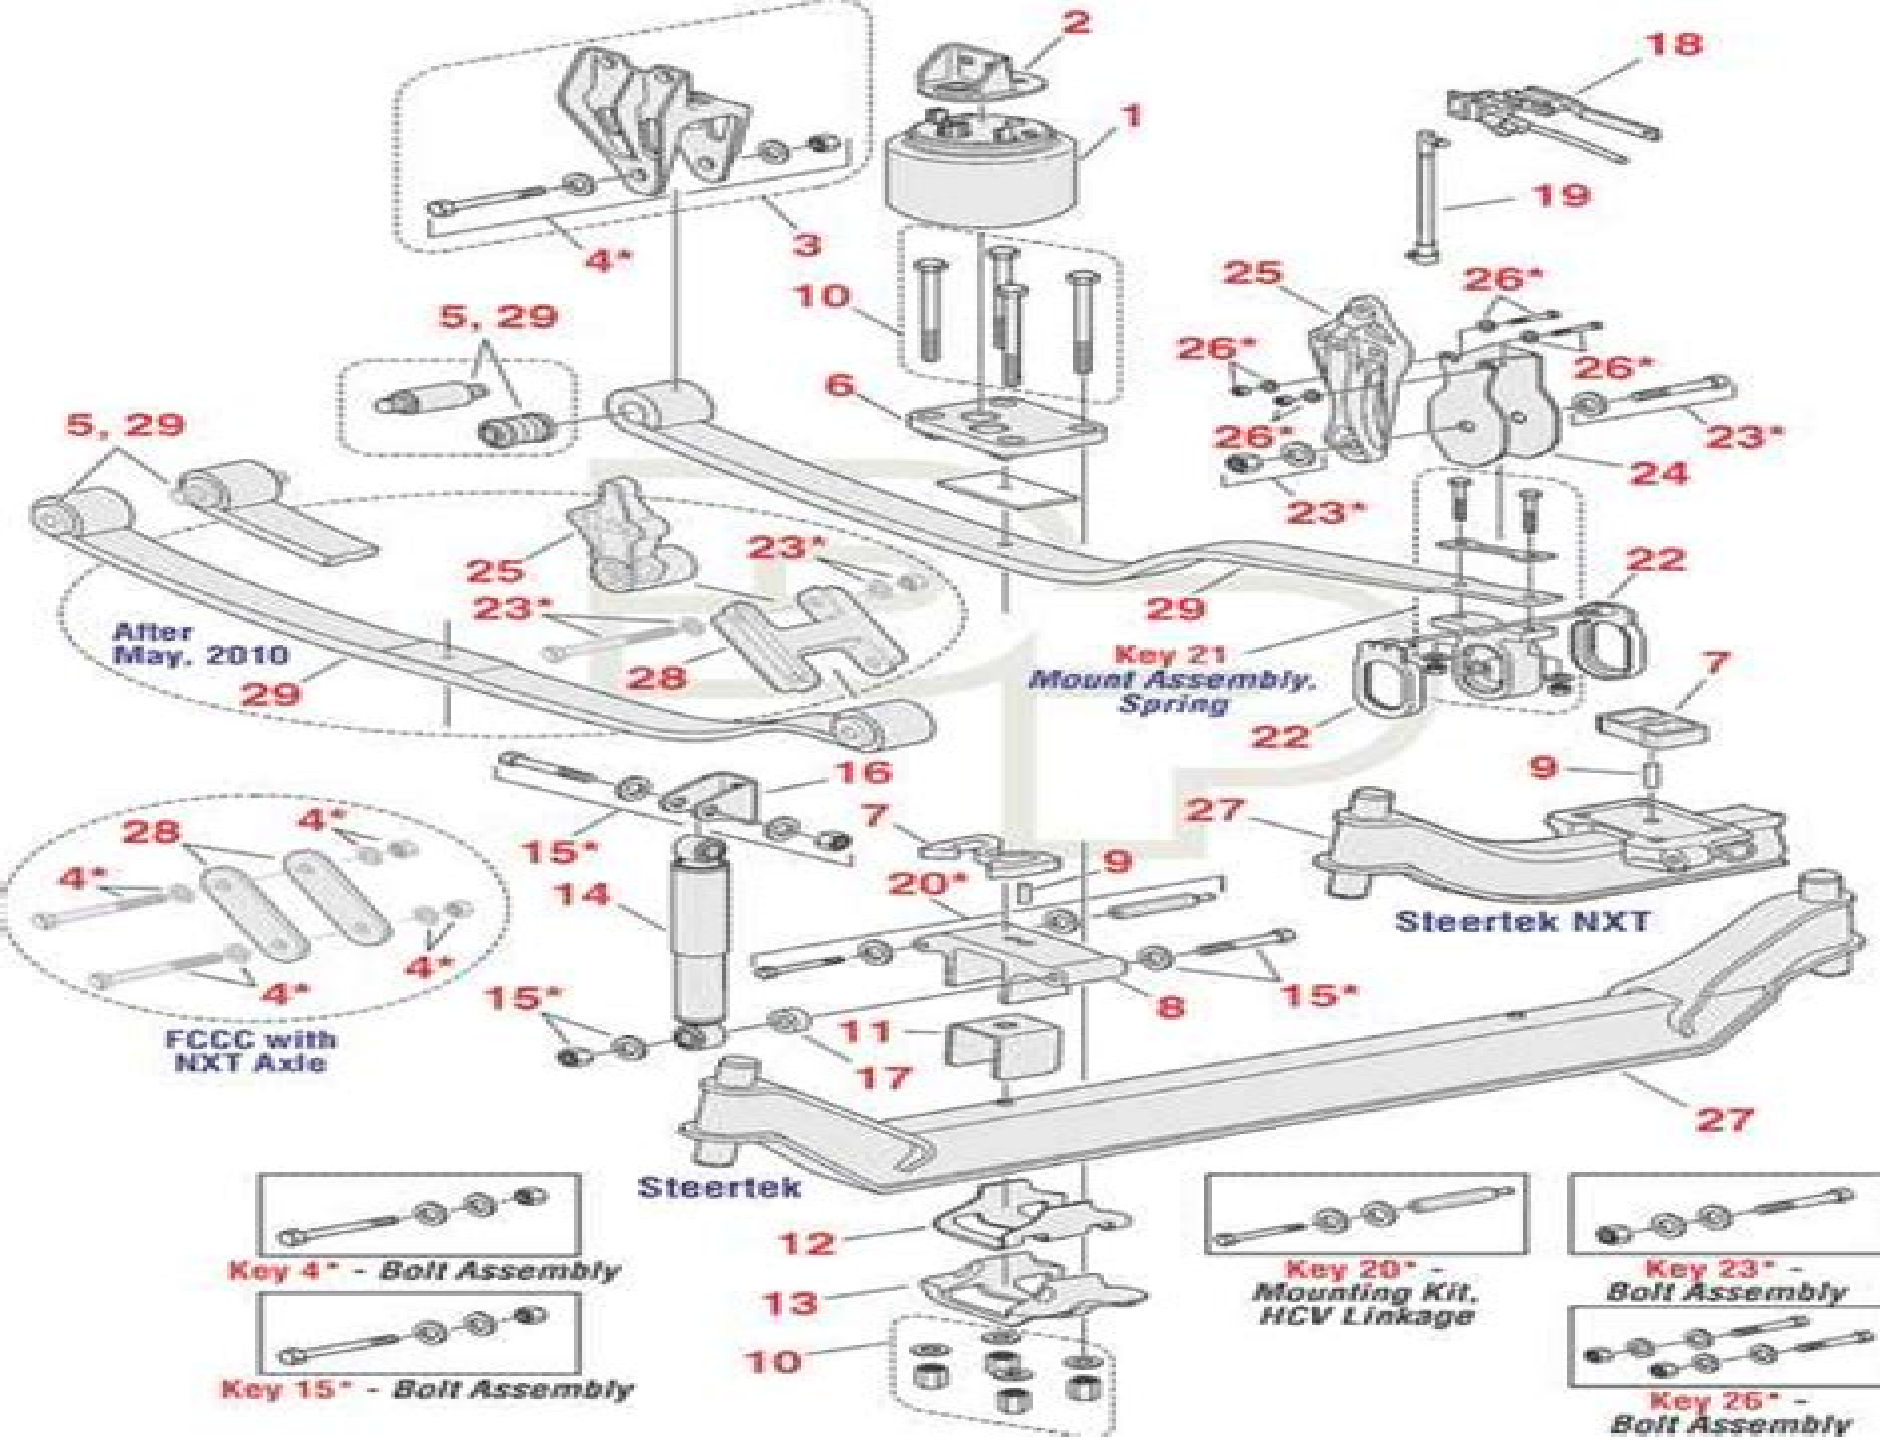 2
18
1
19
3
4*
25
26*
10
5, 29
26*
26*
6
5, 29
26*
23*
24
23*
25
23*
22
23*
29
After
May, 2010
Key 21
Mount Assembly,
Spring
28
29
7
22
16
9
7
27
28
4*
15*
9
4*
20*
14
Steertek NXT
4*
4*
15*
15*
8
11
FCCC with
NXT Axle
17
27
Steertek
12
Key 4* - Bolt Assembly
Key 20* -
Mounting Kit,
HCV Linkage
Key 23* -
Bolt Assembly
13
10
Key 15* - Bolt Assembly
Key 26* -
Bolt Assembly